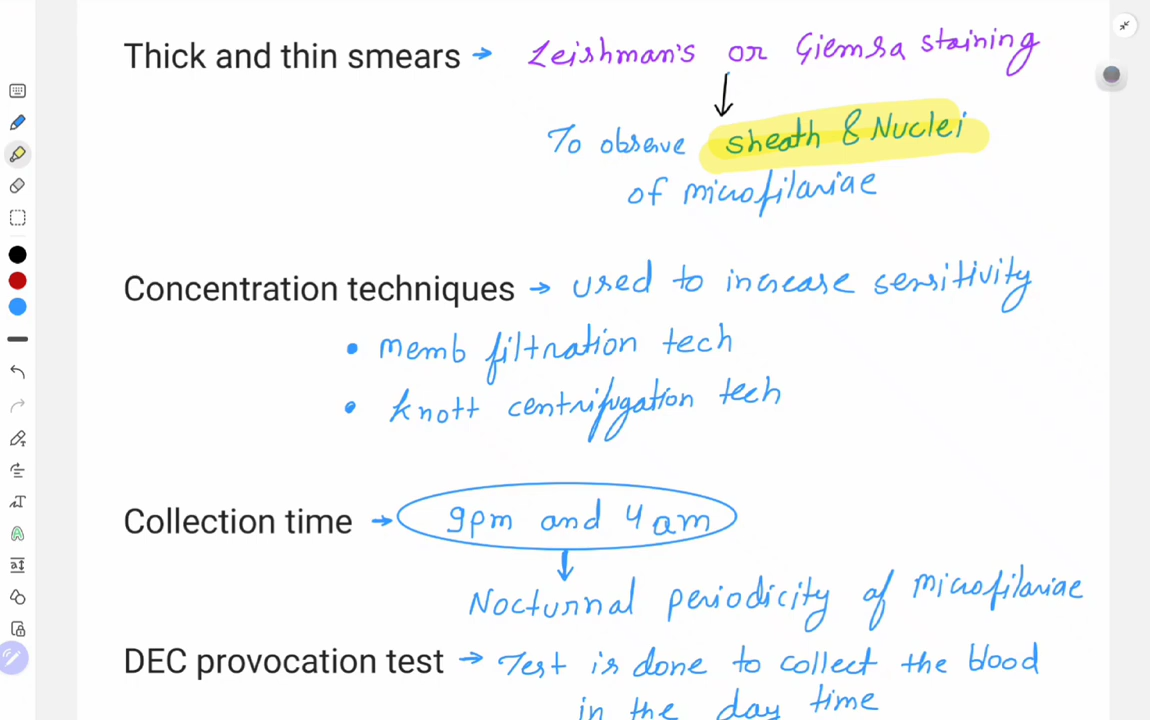 Thick and thin smears → Leishman's or Giemsa staining
↓
To observe sheath & Nuclei
of microfilariae
Concentration techniques → used to increase sensitivity
• memb filtration tech
• knott centrifugation tech
Collection time → 9pm and 4am
↓
Nocturnal periodicity of microfilariae
DEC provocation test → Test is done to collect the blood
in the day time